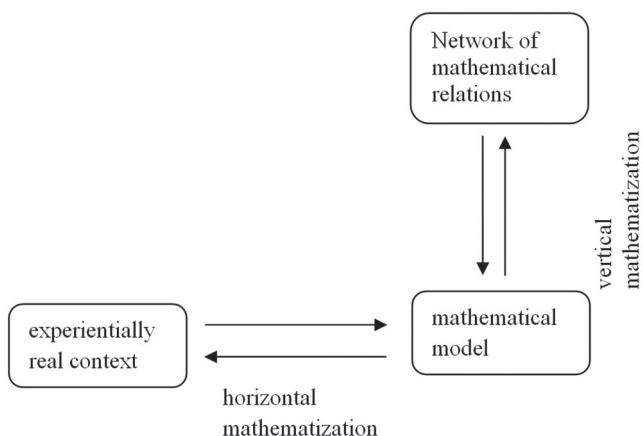 Network of
mathematical
relations
vertical
mathematization
experientially
real context
mathematical
model
horizontal
mathematization